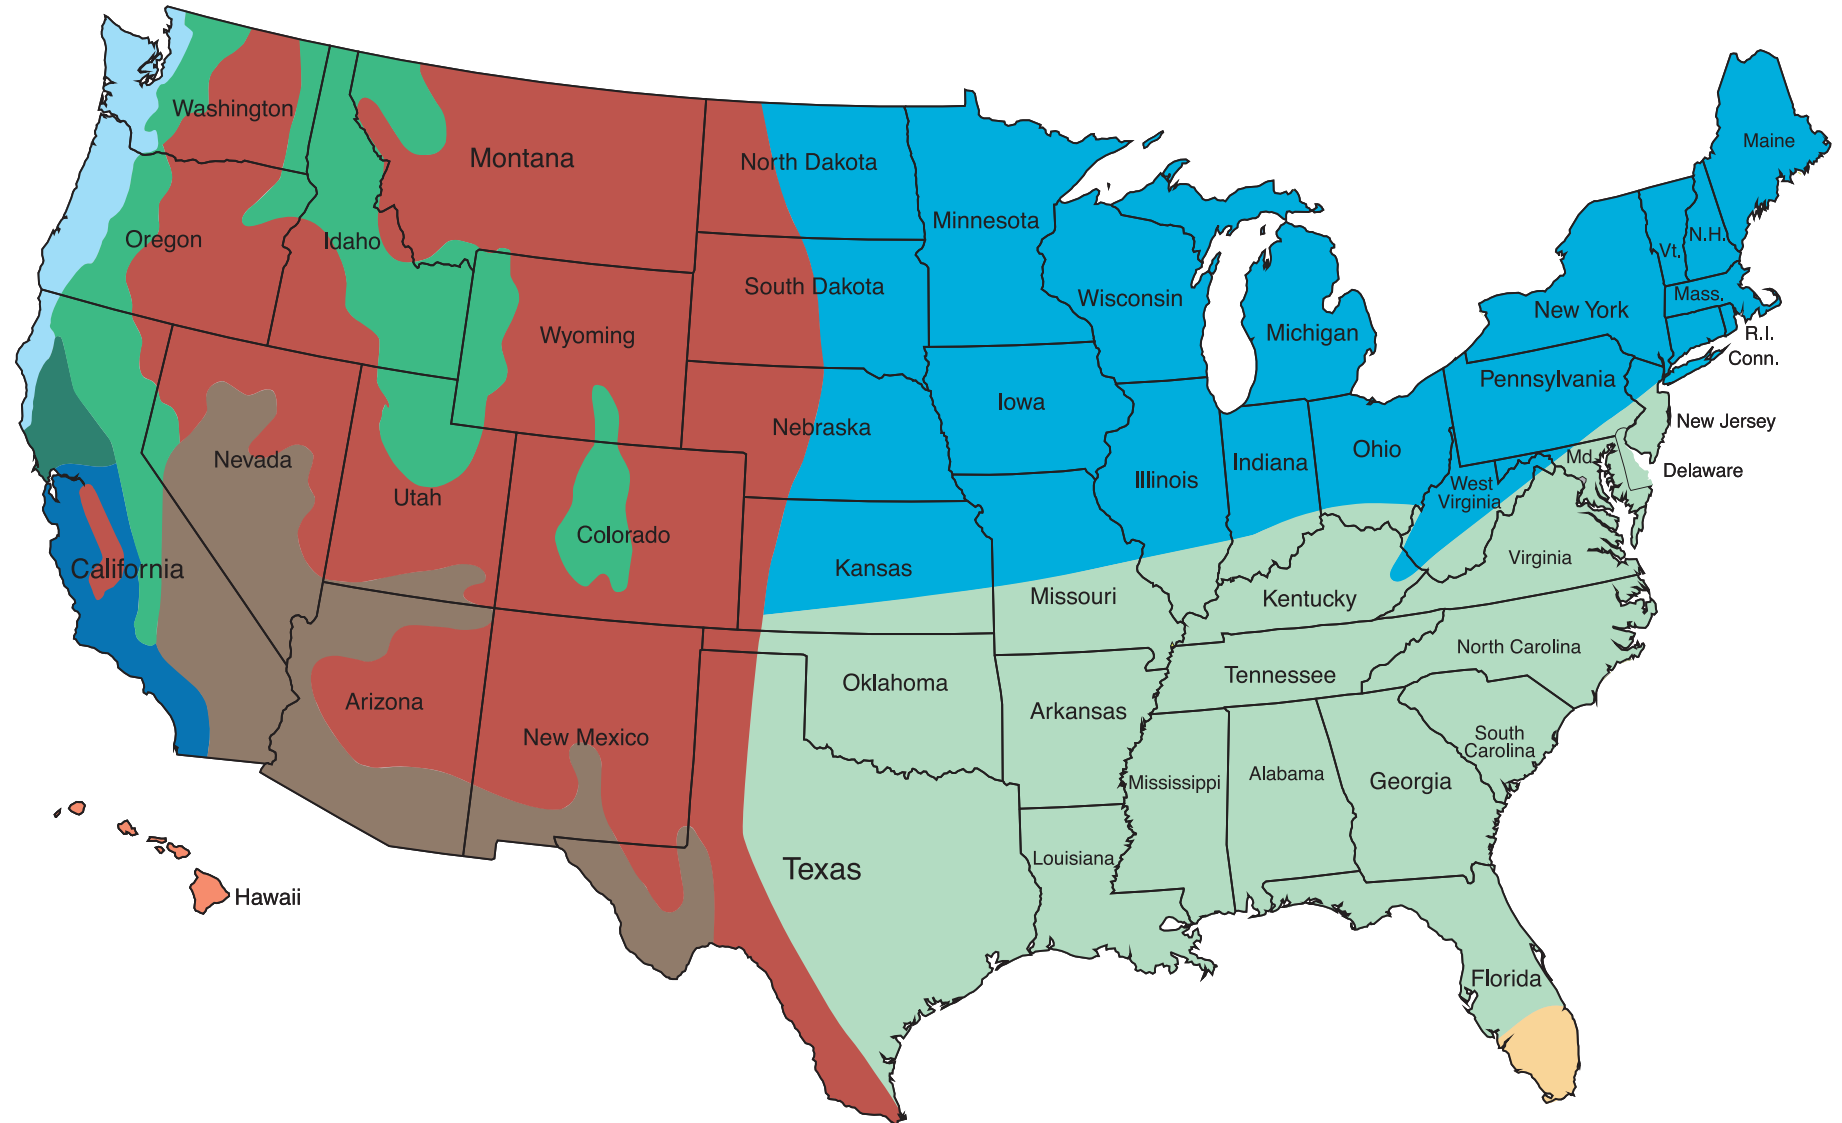 Washington
Montana
North Dakota
Minnesota
Maine
Oregon
Idaho
Vt.
N.H.
South Dakota
Wisconsin
Mass.
Wyoming
Michigan
New York
R.I.
Conn.
Iowa
Pennsylvania
Nebraska
New Jersey
Nevada
Illinois
Indiana
Ohio
Md.
Delaware
Utah
West
Virginia
Colorado
California
Kansas
Virginia
Missouri
Kentucky
North Carolina
Oklahoma
Tennessee
Arizona
Arkansas
New Mexico
South
Carolina
Mississippi
Alabama
Georgia
Texas
Louisiana
Hawaii
Florida